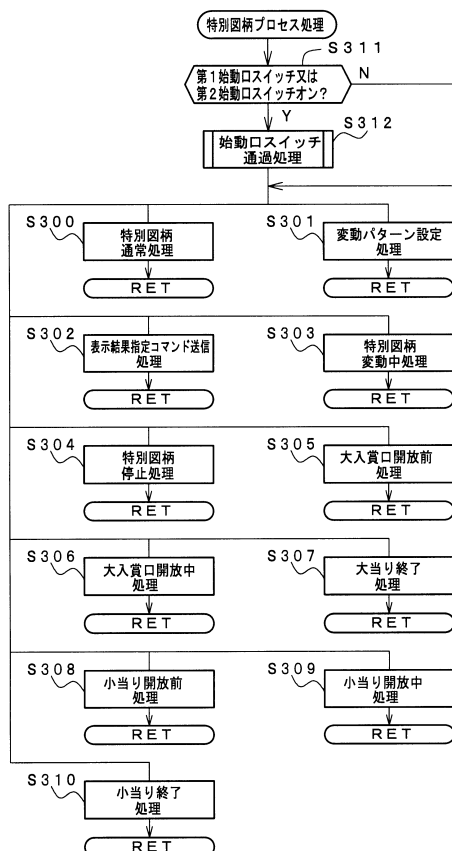 特別図柄プロセス処理
S311
第1始動口スイッチ又は
第2始動口スイッチオン?
N
Y
S312
始動口スイッチ
通過処理
S300
特別図柄
通常処理
RET
S301
変動パターン設定
処理
RET
S302
表示結果指定コマンド送信
処理
RET
S303
特別図柄
変動中処理
RET
S304
特別図柄
停止処理
RET
S305
大入賞口開放前
処理
RET
S306
大入賞口開放中
処理
RET
S307
大当り終了
処理
RET
S308
小当り開放前
処理
RET
S309
小当り開放中
処理
RET
S310
小当り終了
処理
RET